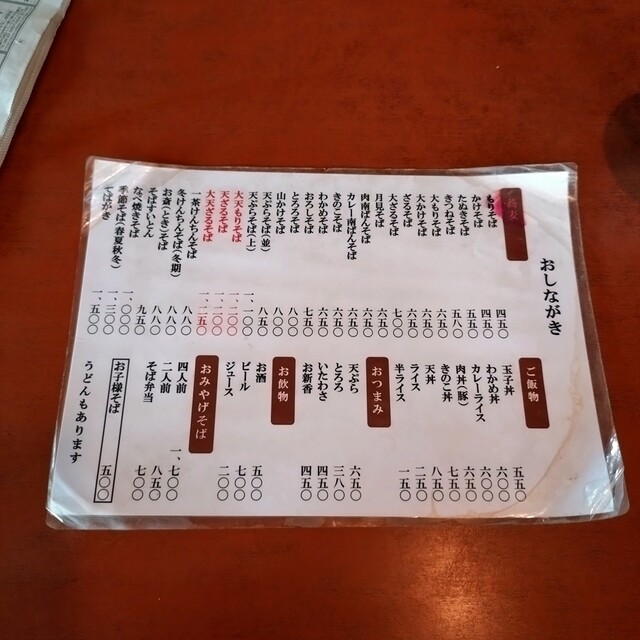 おしながき
蕎麦
もりそば 四五〇
かけそば 四五〇
たぬきそば 五五〇
きつねそば 五八〇
大もりそば 六五〇
大かけそば 六五〇
ざるそば 六五〇
大ざるそば 七〇〇
月見そば 六五〇
肉南ばんそば 六五〇
カレー南ばんそば 六五〇
きのこそば 六五〇
わかめそば 六五〇
おろしそば 七五〇
とろろそば 八〇〇
山かけそば 八〇〇
天ぷらそば(並) 八五〇
天ぷらそば(上) 一、一〇〇
大天もりそば 一、二〇〇
天ざるそば 一、一〇〇
大天ざるそば 一、二五〇
一茶けんちんそば 八八〇
冬けんちんそば(冬期) 八八〇
お斎(とき)そば 八八〇
そばすいとん 九五〇
なべ焼きそば 一、〇〇〇
季節そば(春夏秋冬) 一、三〇〇
そばがき 一、五〇〇
ご飯物
玉子丼 五五〇
わかめ丼 六〇〇
カレーライス 六〇〇
肉丼(豚) 六五〇
きのこ丼 七五〇
天丼 八五〇
ライス 二五〇
半ライス 一五〇
おつまみ
天ぷら 六五〇
とろろ 三八〇
いたわさ 四五〇
お新香 四五〇
お飲物
お酒 五〇〇
ビール 七〇〇
ジュース 二〇〇
おみやげそば
四人前 一、七〇〇
二人前 八五〇
そば弁当 七〇〇
お子様そば 五〇〇
うどんもあります